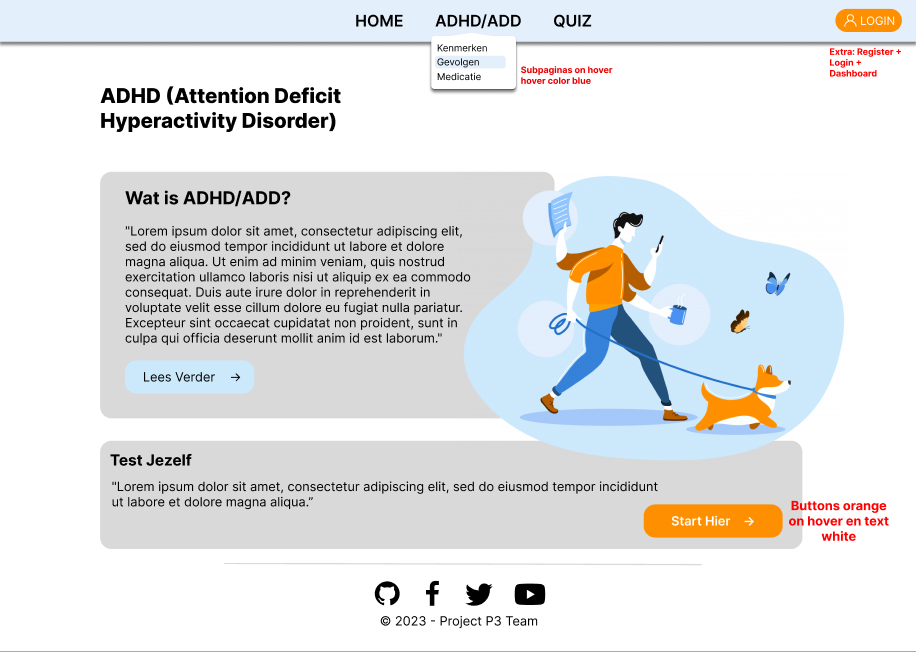 HOME
ADHD/ADD
QUIZ
LOGIN
Kenmerken
Gevolgen
Medicatie
Subpaginas on hover
hover color blue
Extra: Register +
Login +
Dashboard
ADHD (Attention Deficit
Hyperactivity Disorder)
Wat is ADHD/ADD?
"Lorem ipsum dolor sit amet, consectetur adipiscing elit,
sed do eiusmod tempor incididunt ut labore et dolore
magna aliqua. Ut enim ad minim veniam, quis nostrud
exercitation ullamco laboris nisi ut aliquip ex ea commodo
consequat. Duis aute irure dolor in reprehenderit in
voluptate velit esse cillum dolore eu fugiat nulla pariatur.
Excepteur sint occaecat cupidatat non proident, sunt in
culpa qui officia deserunt mollit anim id est laborum."
Lees Verder →
Test Jezelf
"Lorem ipsum dolor sit amet, consectetur adipiscing elit, sed do eiusmod tempor incididunt
ut labore et dolore magna aliqua.”
Start Hier →
Buttons orange
on hover en text
white
© 2023 - Project P3 Team